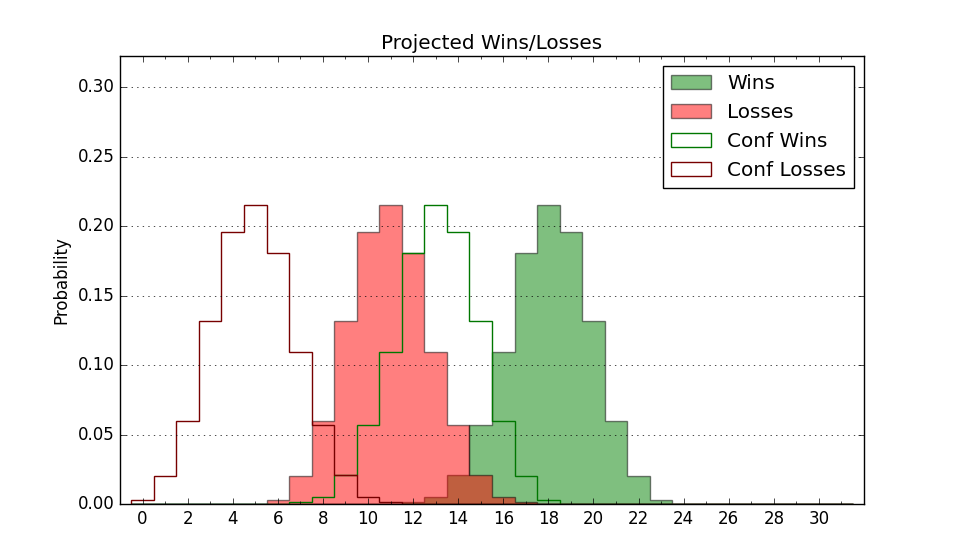 Projected Wins/Losses
Probability
0.30
0.25
0.20
0.15
0.10
0.05
0.00
0 2 4 6 8 10 12 14 16 18 20 22 24 26 28 30
Wins
Losses
Conf Wins
Conf Losses